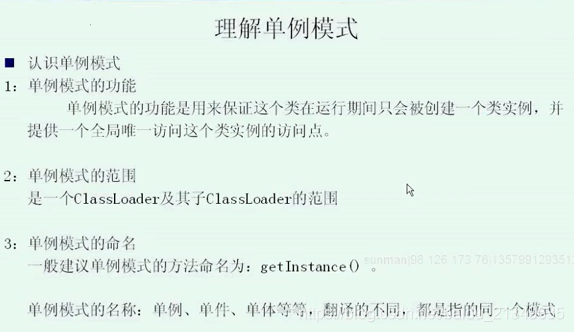 理解单例模式
认识单例模式
1：单例模式的功能
单例模式的功能是用来保证这个类在运行期间只会被创建一个类实例，并
提供一个全局唯一访问这个类实例的访问点。
2：单例模式的范围
是一个ClassLoader及其子ClassLoader的范围
3：单例模式的命名
一般建议单例模式的方法命名为：getInstance() 。
单例模式的名称：单例、单件、单体等等，翻译的不同，都是指的同一个模式